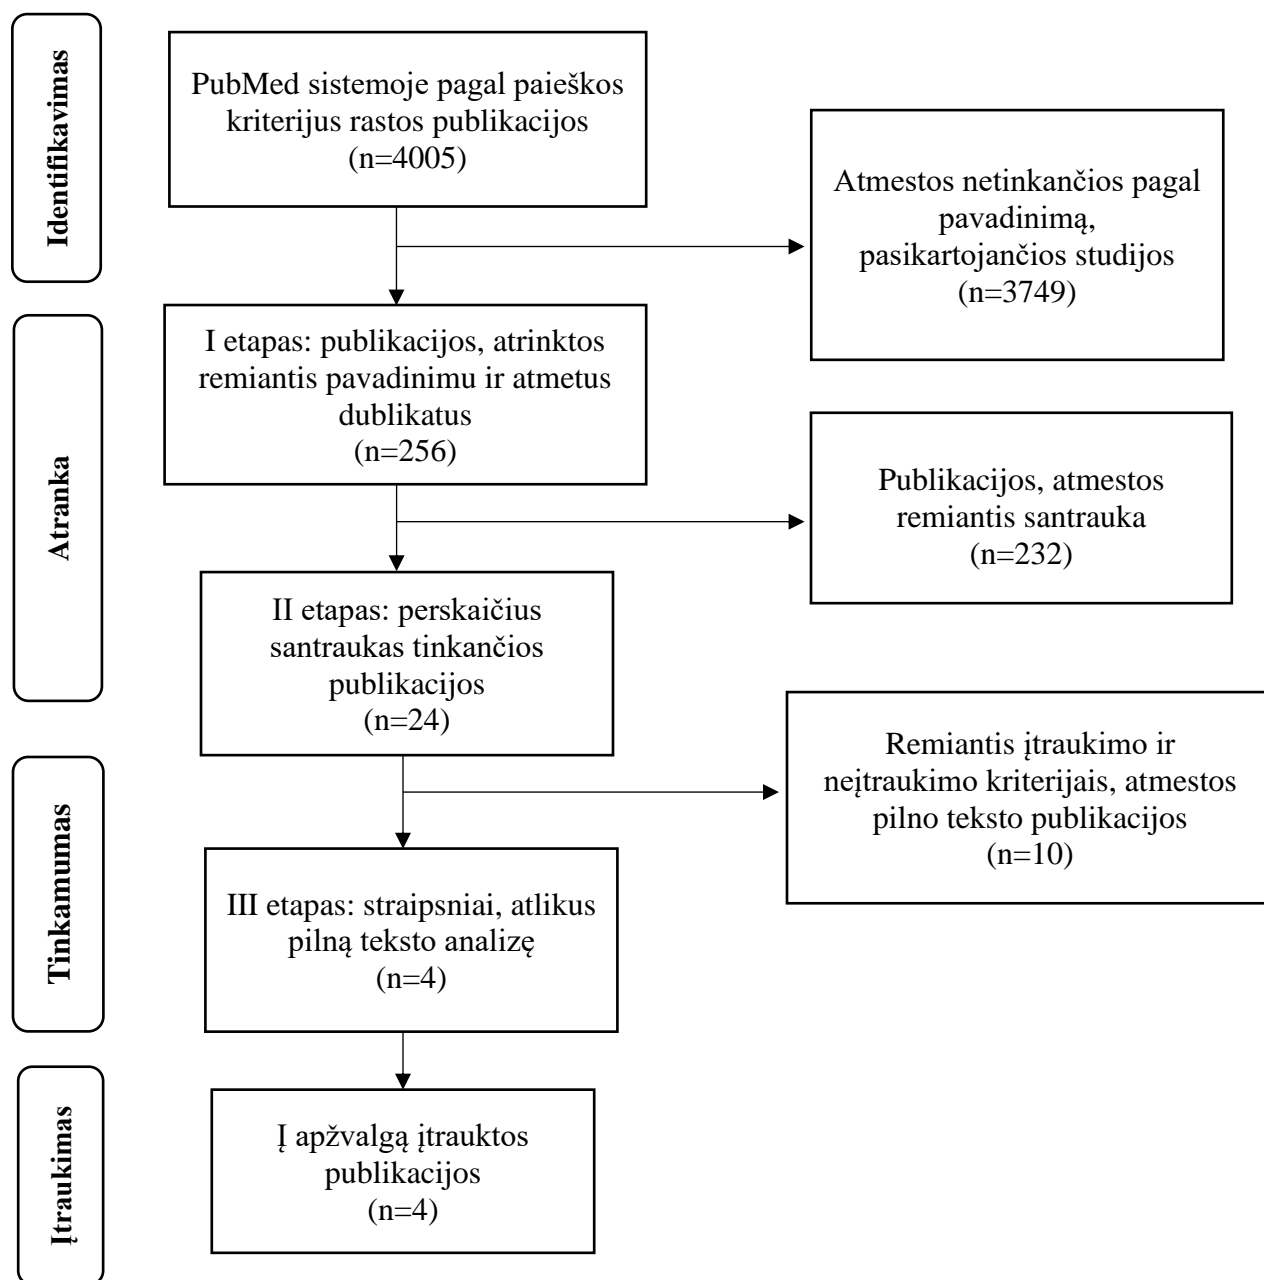 Identifikavimas
PubMed sistemoje pagal paieškos
kriterijus rastos publikacijos
(n=4005)
Atmestos netinkančios pagal
pavadinimą,
pasikartojančios studijos
(n=3749)
Atranka
I etapas: publikacijos, atrinktos
remiantis pavadinimu ir atmetus
dublikatus
(n=256)
Publikacijos, atmestos
remiantis santrauka
(n=232)
II etapas: perskaičius
santraukas tinkančios
publikacijos
(n=24)
Remiantis įtraukimo ir
neįtraukimo kriterijais, atmestos
pilno teksto publikacijos
(n=10)
Tinkamumas
III etapas: straipsniai, atlikus
pilną teksto analizę
(n=4)
Įtraukimas
Į apžvalgą įtrauktos
publikacijos
(n=4)